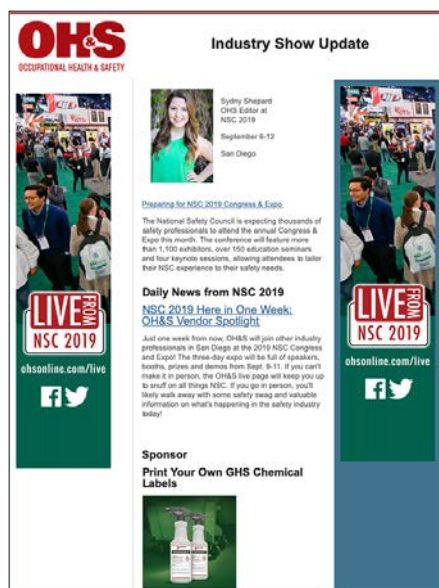 OH&S
OCCUPATIONAL HEALTH & SAFETY
Industry Show Update
Sydny Shepard
OHS Editor at
NSC 2019
September 6-12
San Diego
Preparing for NSC 2019 Congress & Expo
The National Safety Council is expecting thousands of
safety professionals to attend the annual Congress &
Expo this month. The conference will feature more
than 1,100 exhibitors, over 150 education seminars
and four keynote sessions, allowing attendees to tailor
their NSC experience to their safety needs.
Daily News from NSC 2019
NSC 2019 Here in One Week:
OH&S Vendor Spotlight
Just one week from now, OH&S will join other industry
professionals in San Diego at the 2019 NSC Congress
and Expo! The three-day expo will be full of speakers,
booths, prizes and demos from Sept. 9-11. If you can't
make it in person, the OH&S live page will keep you up
to snuff on all things NSC. If you go in person, you'll
likely walk away with some safety swag and valuable
information on what's happening in the safety industry
today!
Sponsor
Print Your Own GHS Chemical
Labels
LIVE FROM
NSC 2019
ohsonline.com/live
LIVE FROM
NSC 2019
ohsonline.com/live